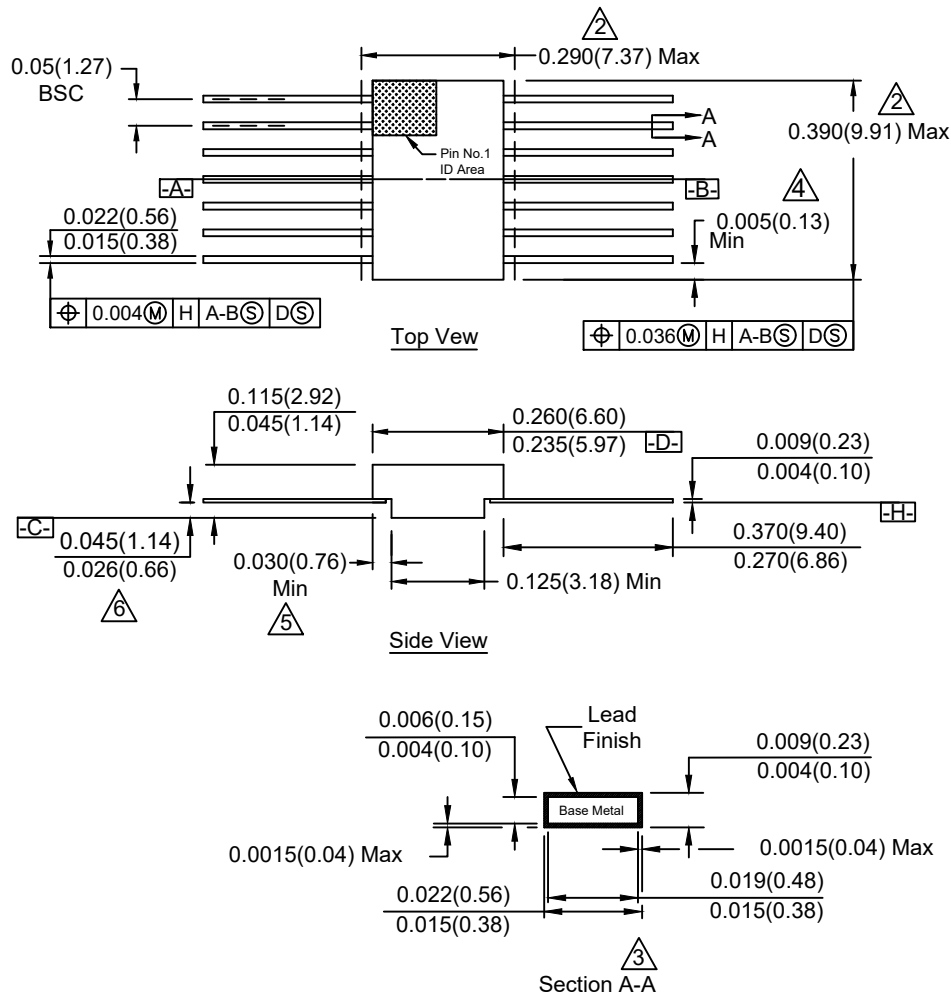 2
0.290(7.37) Max
0.05(1.27)
BSC
2
0.390(9.91) Max
A
A
Pin No.1
ID Area
-A-
-B-
4
0.005(0.13)
Min
0.022(0.56)
0.015(0.38)
⌖ 0.004Ⓜ H A-BⓈ DⓈ
⌖ 0.036Ⓜ H A-BⓈ DⓈ
Top Vew
0.115(2.92)
0.045(1.14)
0.260(6.60)
0.235(5.97)
-D-
0.009(0.23)
0.004(0.10)
-C-
-H-
0.045(1.14)
0.026(0.66)
6
0.030(0.76)
Min
5
0.125(3.18) Min
0.370(9.40)
0.270(6.86)
Side View
0.006(0.15)
0.004(0.10)
Lead
Finish
0.009(0.23)
0.004(0.10)
Base Metal
0.0015(0.04) Max
0.0015(0.04) Max
0.022(0.56)
0.015(0.38)
0.019(0.48)
0.015(0.38)
3
Section A-A